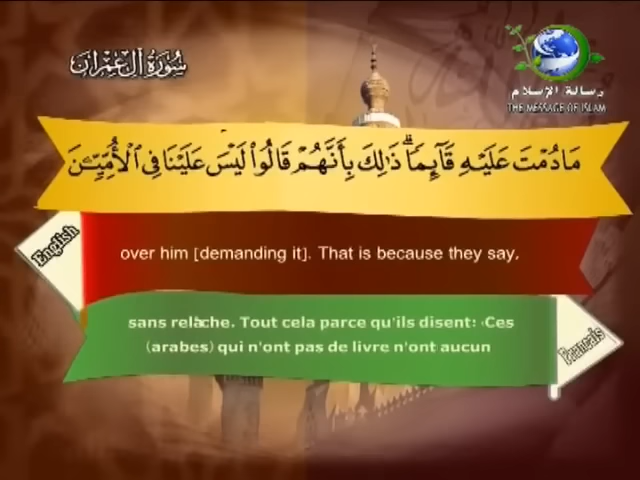 سُورَةُ آلِ عِمْرَان
رسالة الإسلام
THE MESSAGE OF ISLAM
مَا دُمْتَ عَلَيْهِ قَآئِمًا ۗ ذَٰلِكَ بِأَنَّهُمْ قَالُوا۟ لَيْسَ عَلَيْنَا فِى ٱلْأُمِّيِّـۧنَ
English
over him [demanding it]. That is because they say,
sans relâche. Tout cela parce qu'ils disent: ‹Ces
(arabes) qui n'ont pas de livre n'ont aucun
Francais